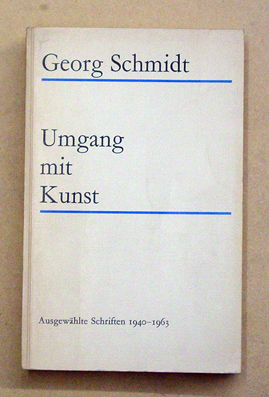 Georg Schmidt
Umgang
mit
Kunst
Ausgewählte Schriften 1940–1963